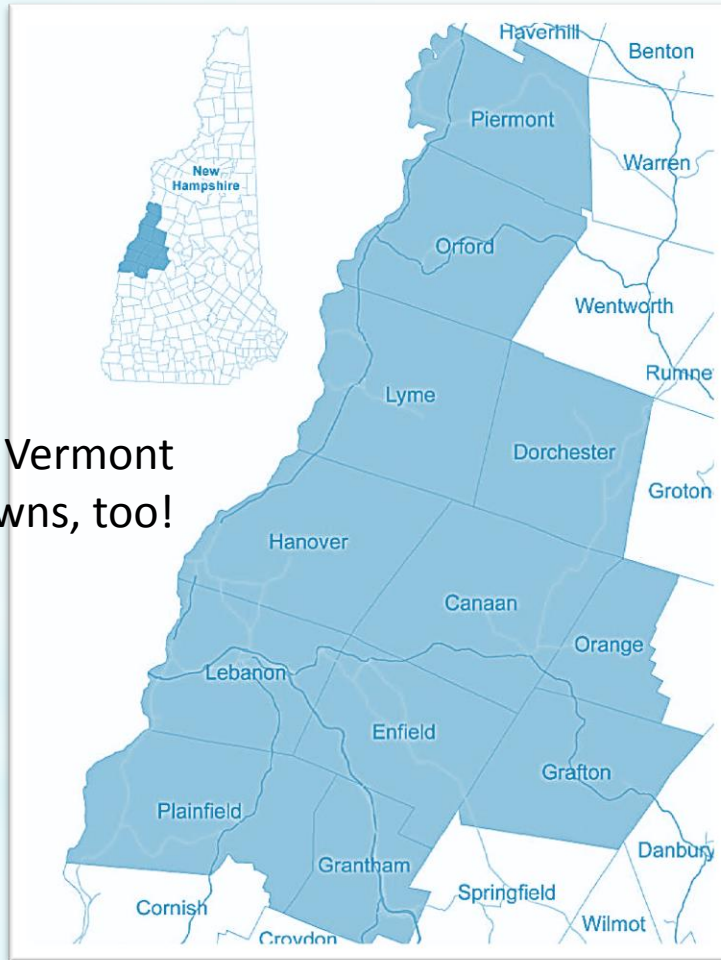 Haverhill
Benton
Piermont
New
Hampshire
Warren
Orford
Wentworth
Rumne
Lyme
Vermont
Dorchester
wns, too!
Groton
Hanover
Canaan
Orange
Lebanon
Enfield
Grafton
Plainfield
Danbury
Grantham
Springfield
Cornish
Wilmot
Croydon